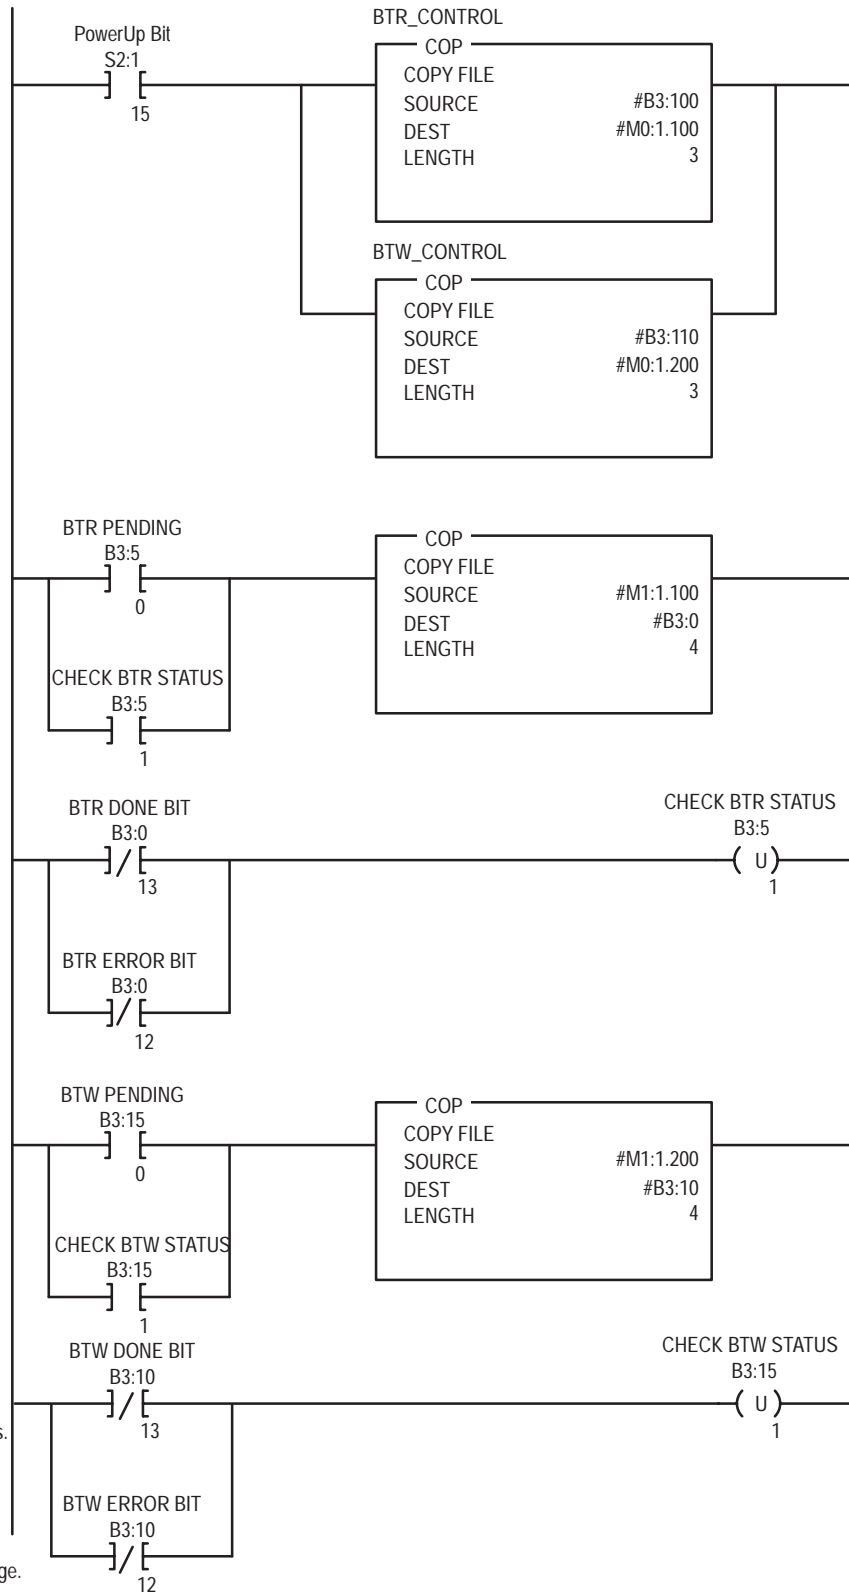 BTR_CONTROL
PowerUp Bit
S2:1
15
COP
COPY FILE
SOURCE #B3:100
DEST #M0:1.100
LENGTH 3
BTW_CONTROL
COP
COPY FILE
SOURCE #B3:110
DEST #M0:1.200
LENGTH 3
BTR PENDING
B3:5
0
COP
COPY FILE
SOURCE #M1:1.100
DEST #B3:0
LENGTH 4
CHECK BTR STATUS
B3:5
1
BTR DONE BIT
B3:0
13
CHECK BTR STATUS
B3:5
U
1
BTR ERROR BIT
B3:0
12
BTW PENDING
B3:15
0
COP
COPY FILE
SOURCE #M1:1.200
DEST #B3:10
LENGTH 4
CHECK BTW STATUS
B3:15
1
BTW DONE BIT
B3:10
13
CHECK BTW STATUS
B3:15
U
1
BTW ERROR BIT
B3:10
12